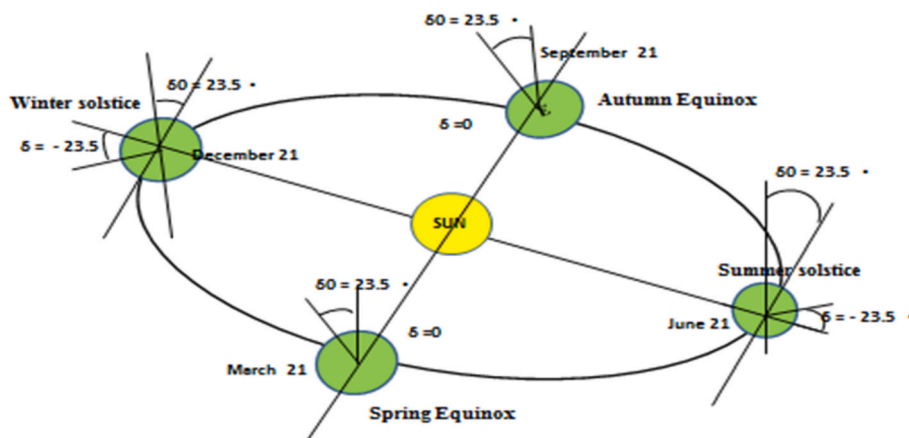 δ0 = 23.5 •
September 21
δ0 = 23.5 •
Winter solstice
Autumn Equinox
δ =0
δ = - 23.5
December 21
δ0 = 23.5 •
SUN
Summer solstice
δ0 = 23.5 •
δ = - 23.5 •
June 21
δ =0
March 21
Spring Equinox